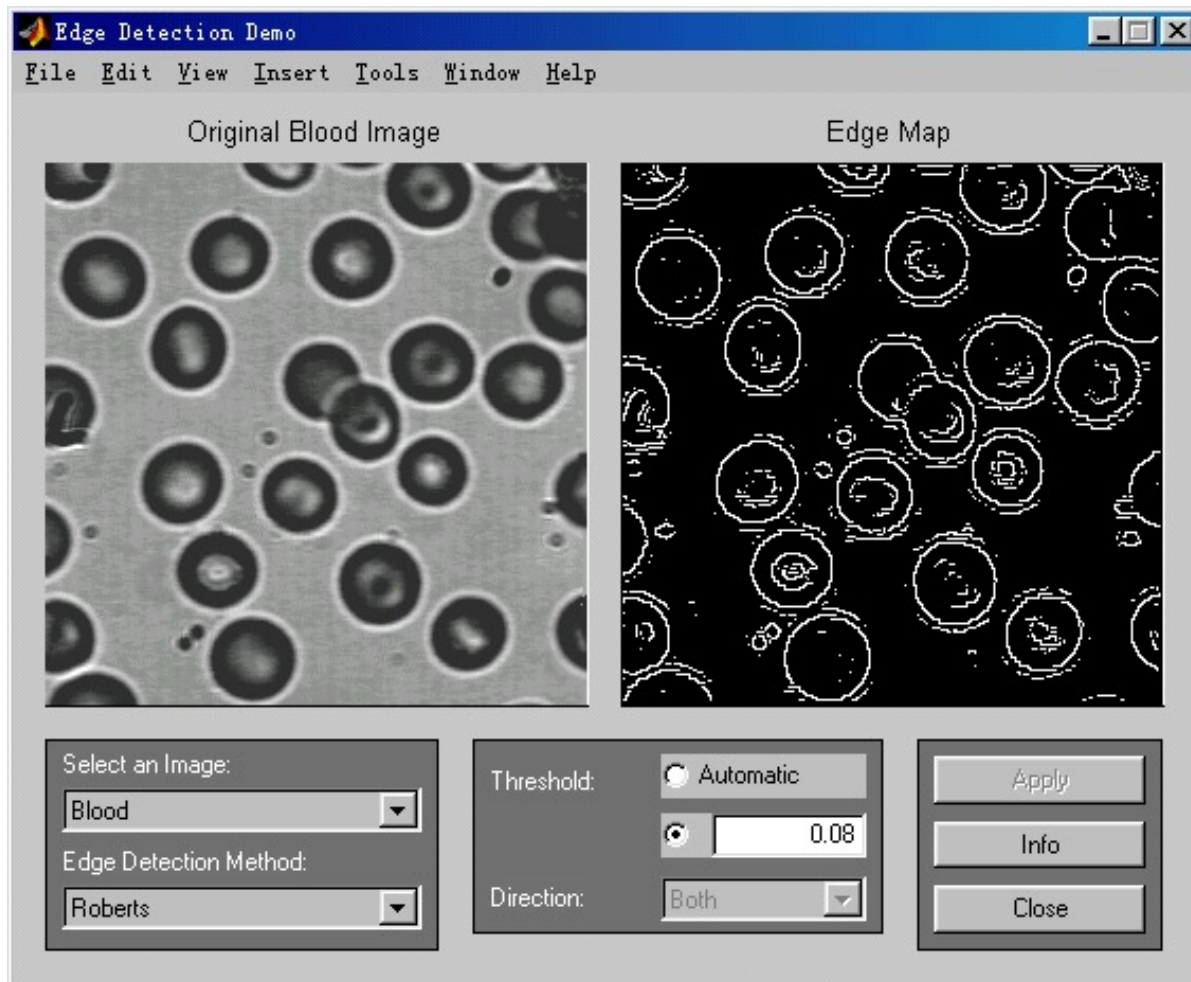 Edge Detection Demo
File Edit View Insert Tools Window Help
Original Blood Image
Edge Map
Select an Image:
Blood
Edge Detection Method:
Roberts
Threshold:
Automatic
0.08
Direction:
Both
Apply
Info
Close